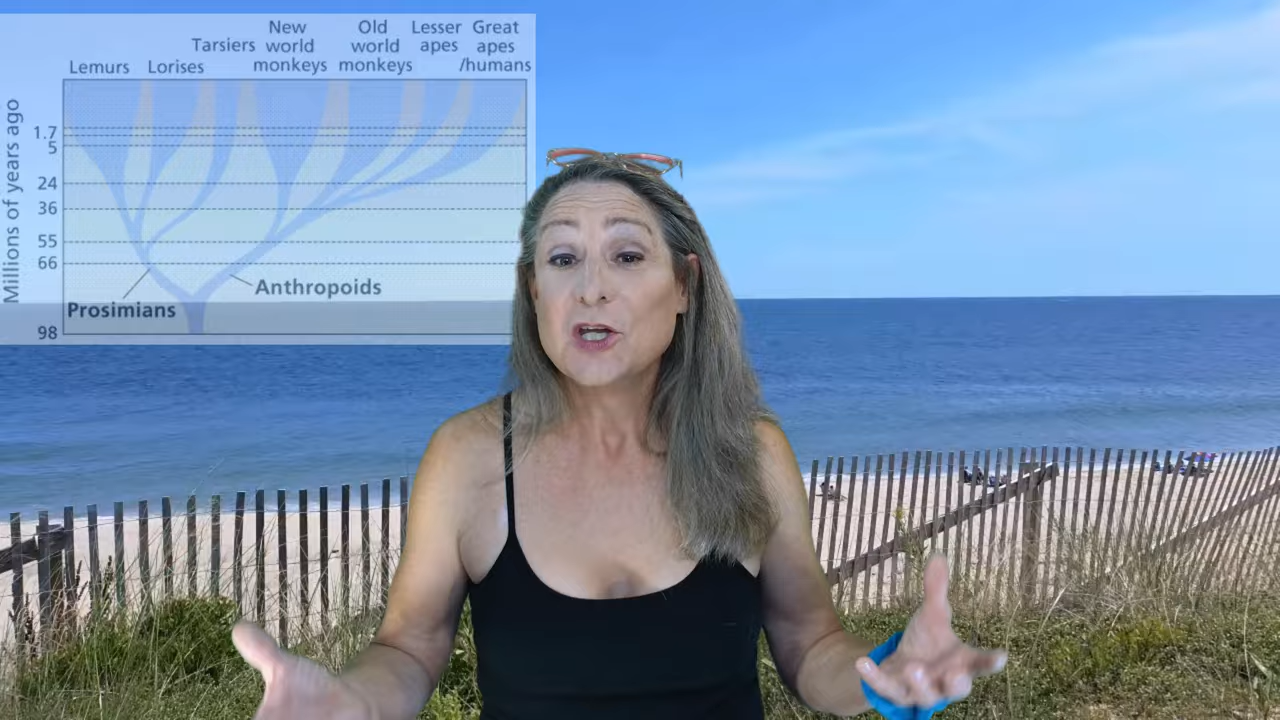 Lemurs
Lorises
Tarsiers
New
world
monkeys
Old
world
monkeys
Lesser
apes
Great
apes
/humans
Millions of years ago
1.7
5
24
36
55
66
98
Prosimians
Anthropoids